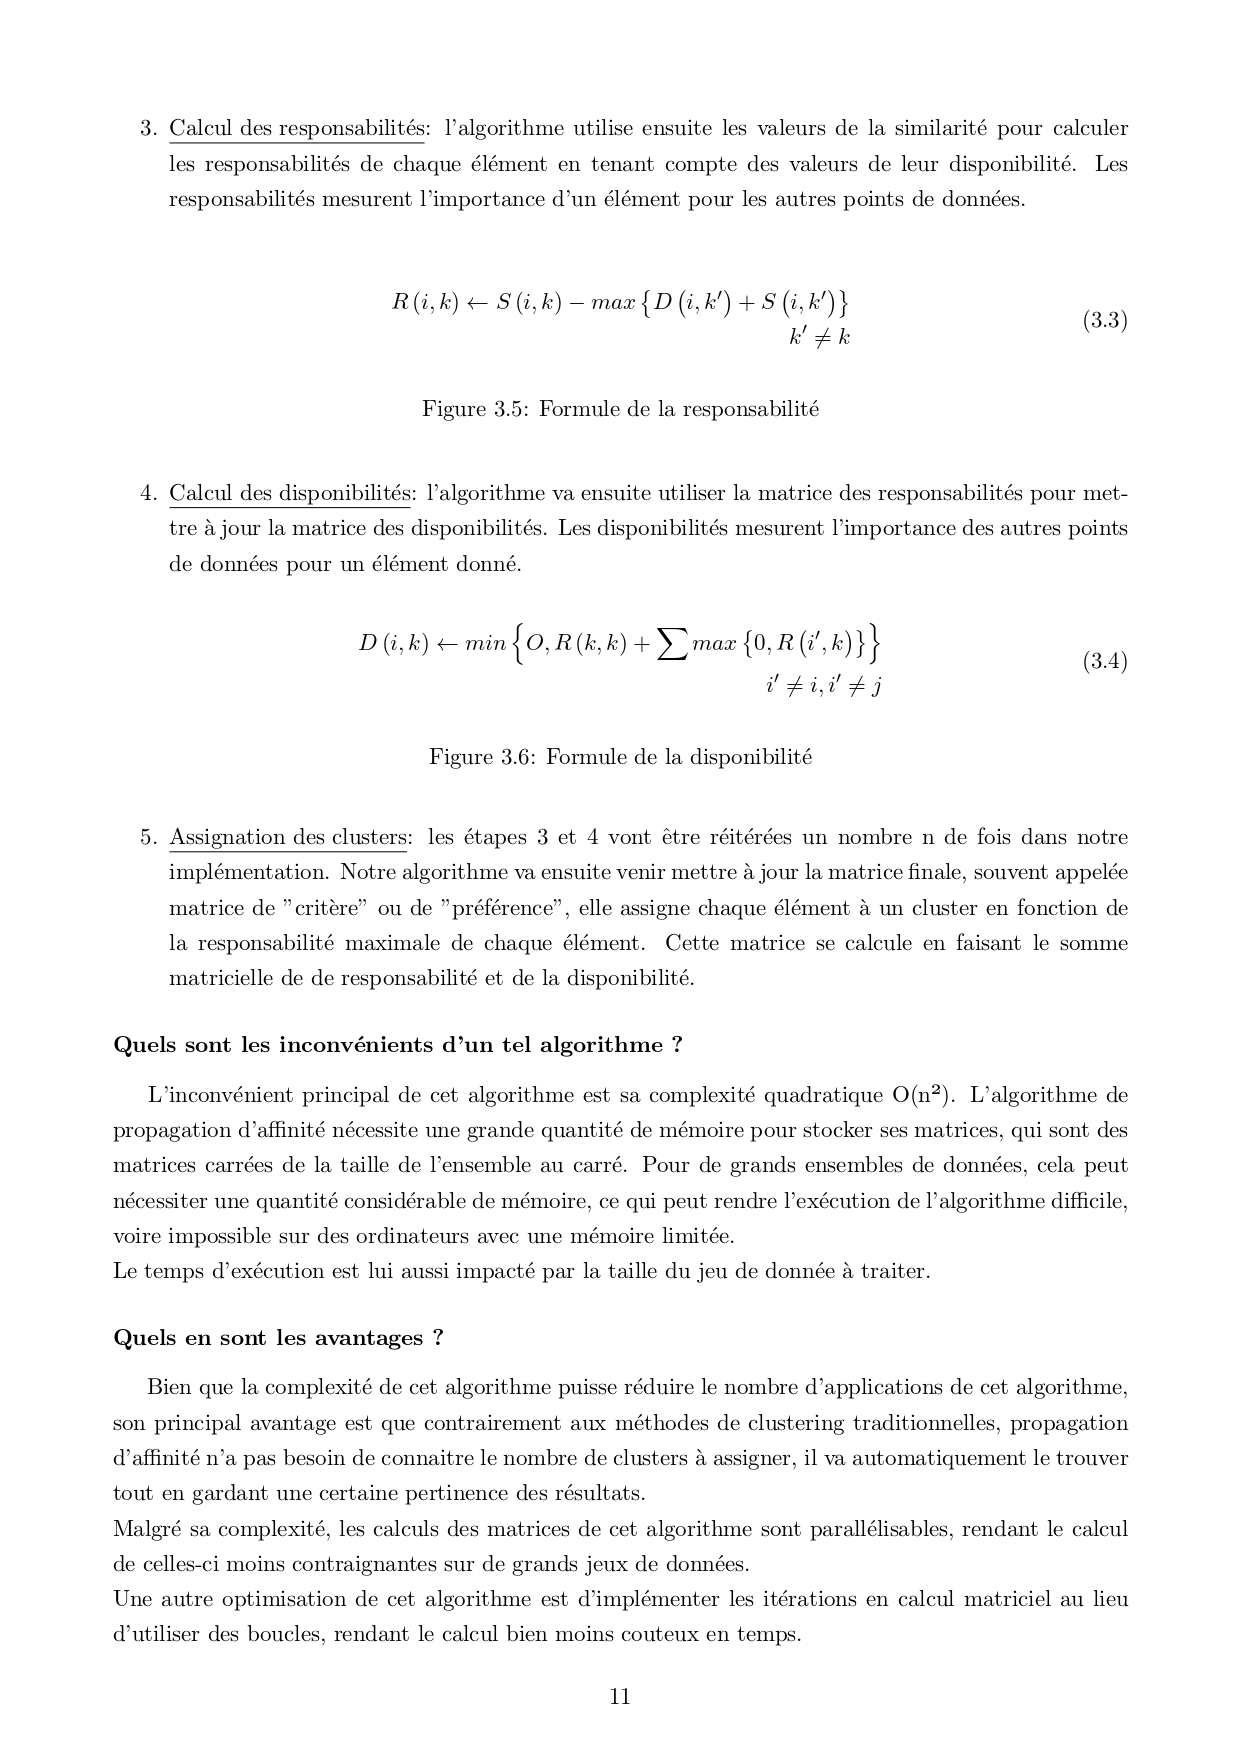 3. Calcul des responsabilités: l'algorithme utilise ensuite les valeurs de la similarité pour calculer
les responsabilités de chaque élément en tenant compte des valeurs de leur disponibilité. Les
responsabilités mesurent l'importance d'un élément pour les autres points de données.
R (i, k) ← S (i, k) − max {D (i, k′) + S (i, k′)}
k′ ≠ k
(3.3)
Figure 3.5: Formule de la responsabilité
4. Calcul des disponibilités: l'algorithme va ensuite utiliser la matrice des responsabilités pour met-
tre à jour la matrice des disponibilités. Les disponibilités mesurent l'importance des autres points
de données pour un élément donné.
D (i, k) ← min {O, R (k, k) + ∑ max {0, R (i′, k)}}
i′ ≠ i, i′ ≠ j
(3.4)
Figure 3.6: Formule de la disponibilité
5. Assignation des clusters: les étapes 3 et 4 vont être réitérées un nombre n de fois dans notre
implémentation. Notre algorithme va ensuite venir mettre à jour la matrice finale, souvent appelée
matrice de ”critère” ou de ”préférence”, elle assigne chaque élément à un cluster en fonction de
la responsabilité maximale de chaque élément. Cette matrice se calcule en faisant le somme
matricielle de de responsabilité et de la disponibilité.
Quels sont les inconvénients d'un tel algorithme ?
L'inconvénient principal de cet algorithme est sa complexité quadratique O(n²). L'algorithme de
propagation d'affinité nécessite une grande quantité de mémoire pour stocker ses matrices, qui sont des
matrices carrées de la taille de l'ensemble au carré. Pour de grands ensembles de données, cela peut
nécessiter une quantité considérable de mémoire, ce qui peut rendre l'exécution de l'algorithme difficile,
voire impossible sur des ordinateurs avec une mémoire limitée.
Le temps d'exécution est lui aussi impacté par la taille du jeu de donnée à traiter.
Quels en sont les avantages ?
Bien que la complexité de cet algorithme puisse réduire le nombre d'applications de cet algorithme,
son principal avantage est que contrairement aux méthodes de clustering traditionnelles, propagation
d'affinité n'a pas besoin de connaitre le nombre de clusters à assigner, il va automatiquement le trouver
tout en gardant une certaine pertinence des résultats.
Malgré sa complexité, les calculs des matrices de cet algorithme sont parallélisables, rendant le calcul
de celles-ci moins contraignantes sur de grands jeux de données.
Une autre optimisation de cet algorithme est d'implémenter les itérations en calcul matriciel au lieu
d'utiliser des boucles, rendant le calcul bien moins couteux en temps.
11